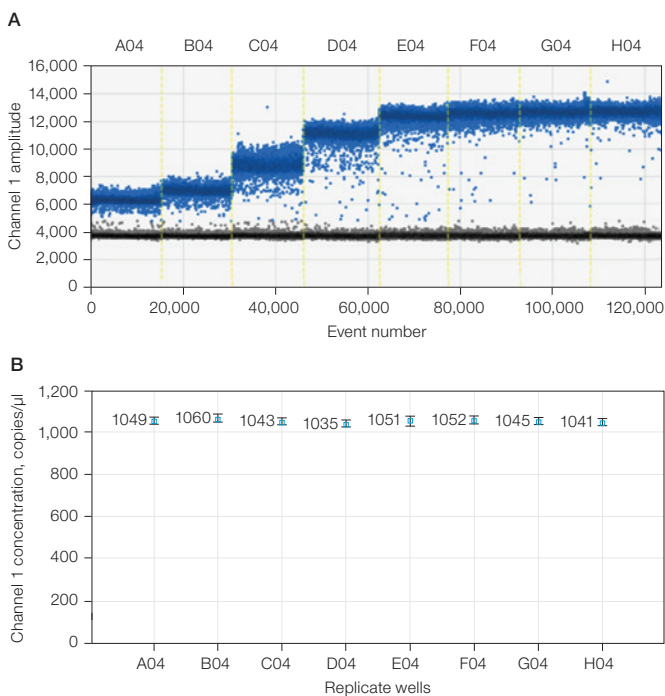 A
A04 B04 C04 D04 E04 F04 G04 H04
16,000
14,000
12,000
10,000
8,000
6,000
4,000
2,000
0
Channel 1 amplitude
0 20,000 40,000 60,000 80,000 100,000 120,000
Event number
B
1,200
1,000
800
600
400
200
0
Channel 1 concentration, copies/µl
1049 1060 1043 1035 1051 1052 1045 1041
A04 B04 C04 D04 E04 F04 G04 H04
Replicate wells